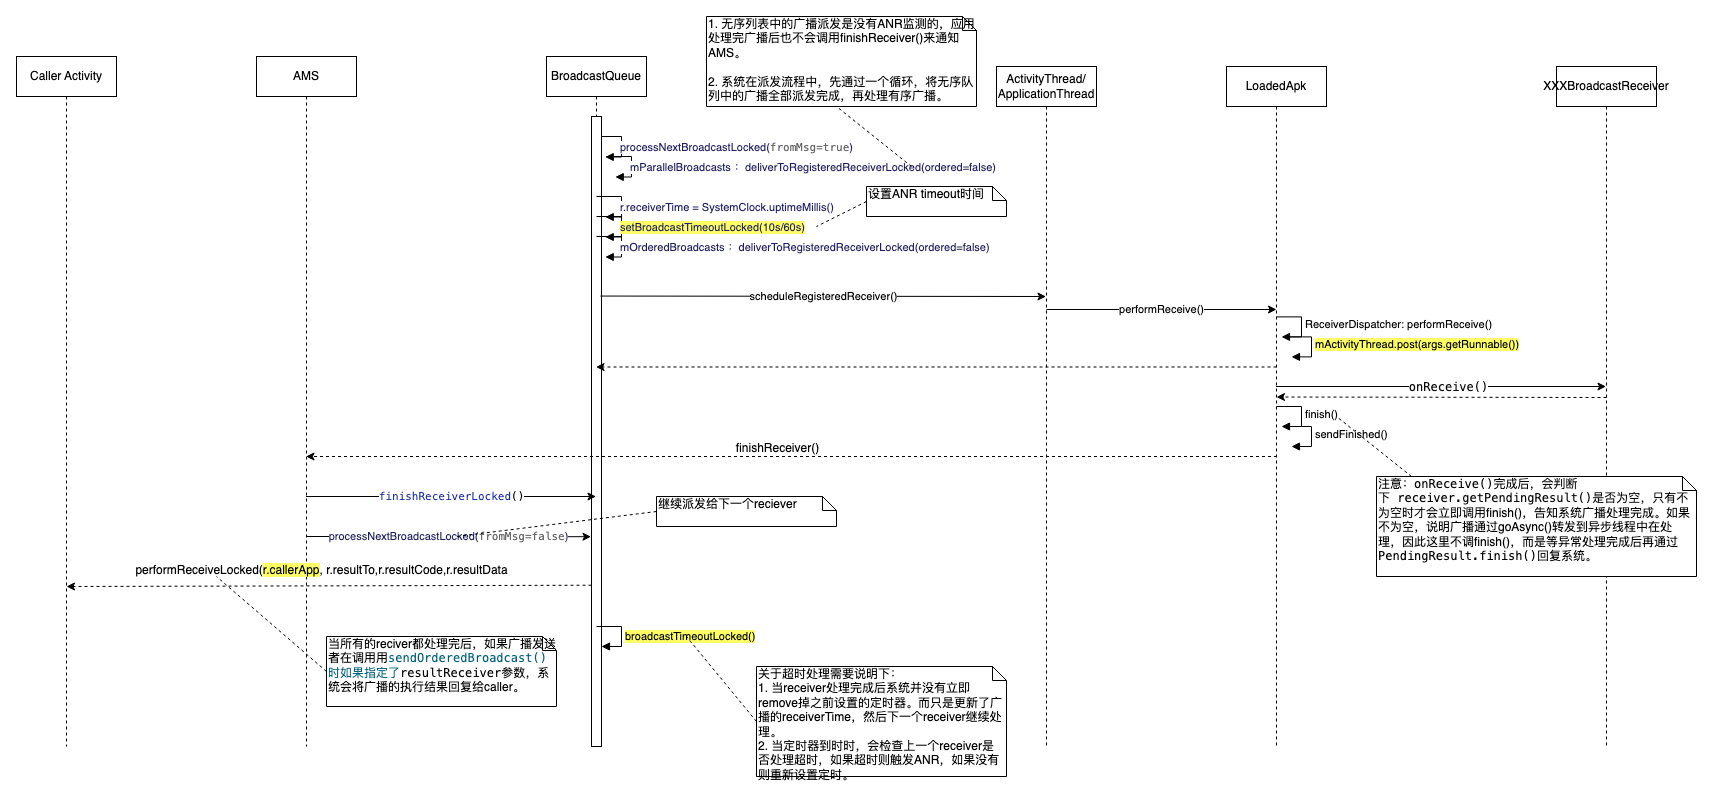 1. 无序列表中的广播派发是没有ANR监测的，应用
处理完广播后也不会调用finishReceiver()来通知
AMS。
2. 系统在派发流程中，先通过一个循环，将无序队
列中的广播全部派发完成，再处理有序广播。
Caller Activity
AMS
BroadcastQueue
ActivityThread/
ApplicationThread
LoadedApk
XXXBroadcastReceiver
processNextBroadcastLocked(fromMsg=true)
mParallelBroadcasts： deliverToRegisteredReceiverLocked(ordered=false)
设置ANR timeout时间
r.receiverTime = SystemClock.uptimeMillis()
setBroadcastTimeoutLocked(10s/60s)
mOrderedBroadcasts： deliverToRegisteredReceiverLocked(ordered=false)
scheduleRegisteredReceiver()
performReceive()
ReceiverDispatcher: performReceive()
mActivityThread.post(args.getRunnable())
onReceive()
finish()
sendFinished()
finishReceiver()
注意：onReceive()完成后，会判断
下 receiver.getPendingResult()是否为空，只有不
为空时才会立即调用finish()，告知系统广播处理完成。如果
不为空，说明广播通过goAsync()转发到异步线程中在处
理，因此这里不调finish()，而是等异常处理完成后再通过
PendingResult.finish()回复系统。
finishReceiverLocked()
继续派发给下一个reciever
processNextBroadcastLocked(fromMsg=false)
performReceiveLocked(r.callerApp, r.resultTo,r.resultCode,r.resultData
broadcastTimeoutLocked()
当所有的reciver都处理完后，如果广播发送
者在调用用sendOrderedBroadcast()
时如果指定了resultReceiver参数，系
统会将广播的执行结果回复给caller。
关于超时处理需要说明下：
1. 当receiver处理完成后系统并没有立即
remove掉之前设置的定时器。而只是更新了广
播的receiverTime，然后下一个receiver继续处
理。
2. 当定时器到时时，会检查上一个receiver是
否处理超时，如果超时则触发ANR，如果没有
则重新设置定时。